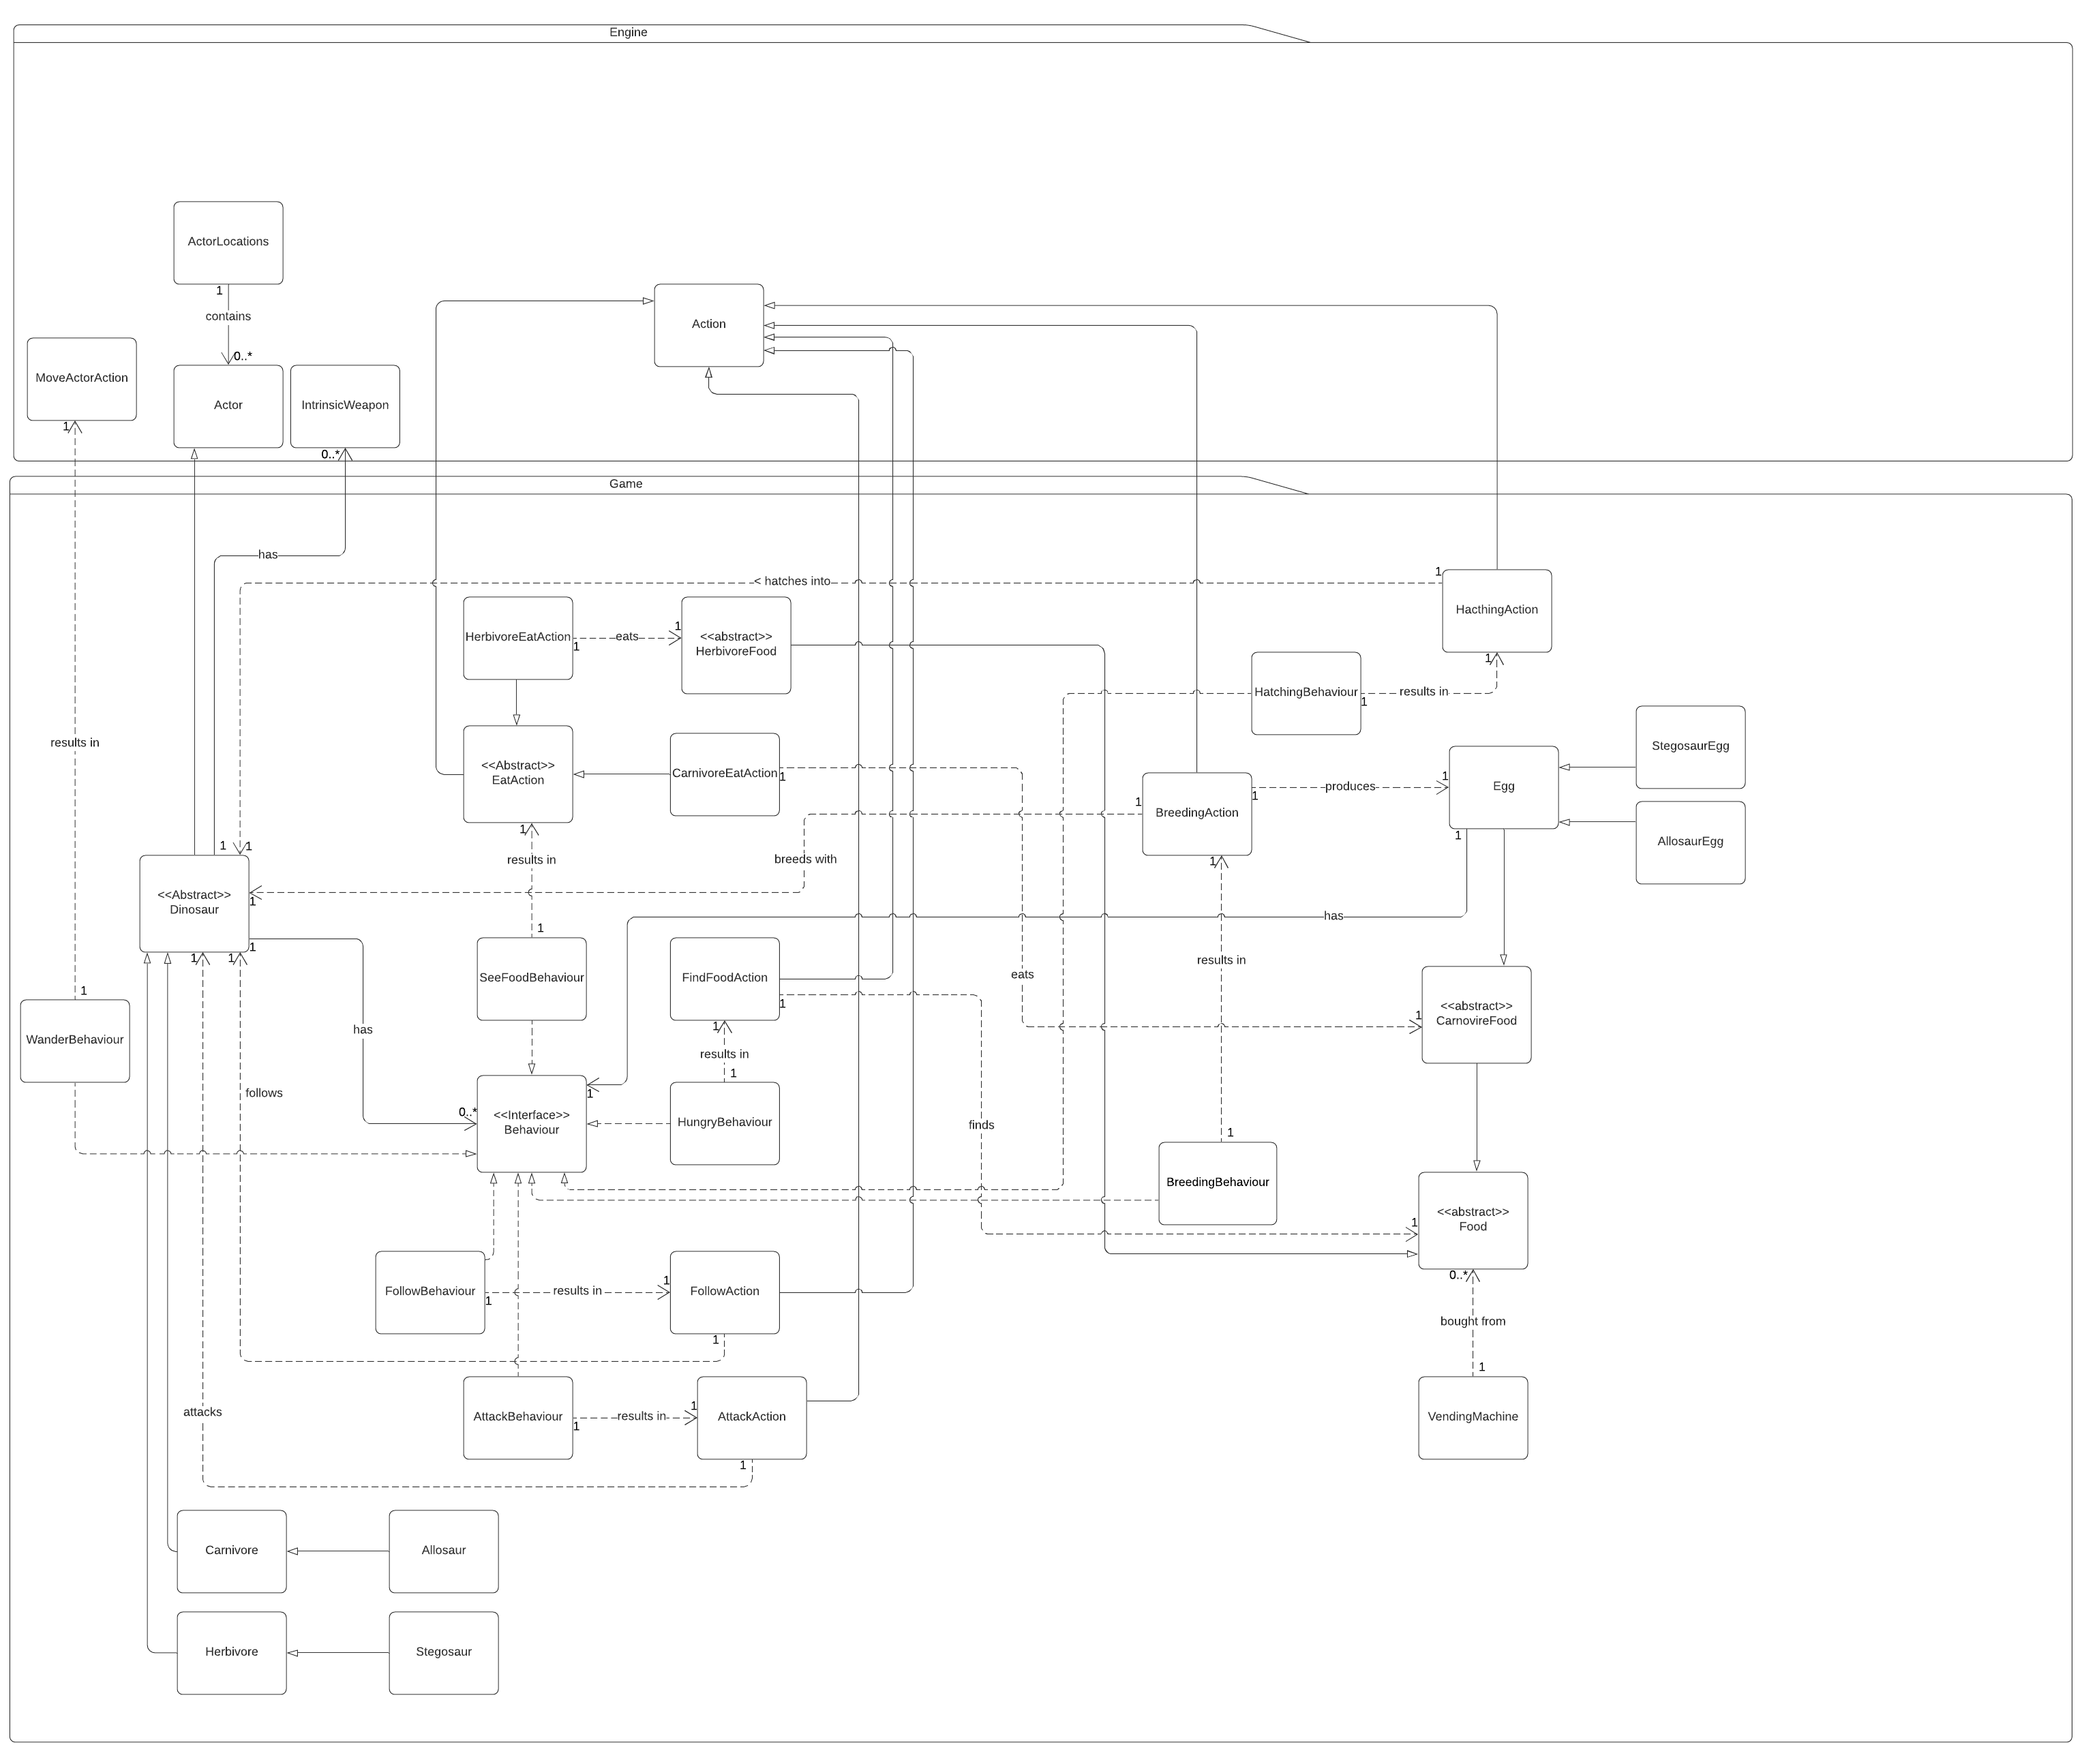 Engine
ActorLocations
1
contains
0..*
Action
MoveActorAction
Actor
IntrinsicWeapon
1
0..*
Game
has
< hatches into
1
HacthingAction
HerbivoreEatAction
1
eats
1
<<abstract>>
HerbivoreFood
HatchingBehaviour
1
results in
1
results in
<<Abstract>>
EatAction
CarnivoreEatAction
1
StegosaurEgg
Egg
1
produces
1
1
BreedingAction
1
AllosaurEgg
1
1
1
results in
breeds with
1
1
<<Abstract>>
Dinosaur
1
has
1
1
SeeFoodBehaviour
FindFoodAction
1
results in
eats
1
<<abstract>>
CarnovireFood
1
1
1
1
WanderBehaviour
has
1
results in
1
follows
0..*
<<Interface>>
Behaviour
1
HungryBehaviour
finds
1
BreedingBehaviour
1
<<abstract>>
Food
0..*
FollowBehaviour
1
results in
1
FollowAction
1
bought from
1
attacks
AttackBehaviour
1
results in
1
AttackAction
1
VendingMachine
Carnivore
Allosaur
Herbivore
Stegosaur